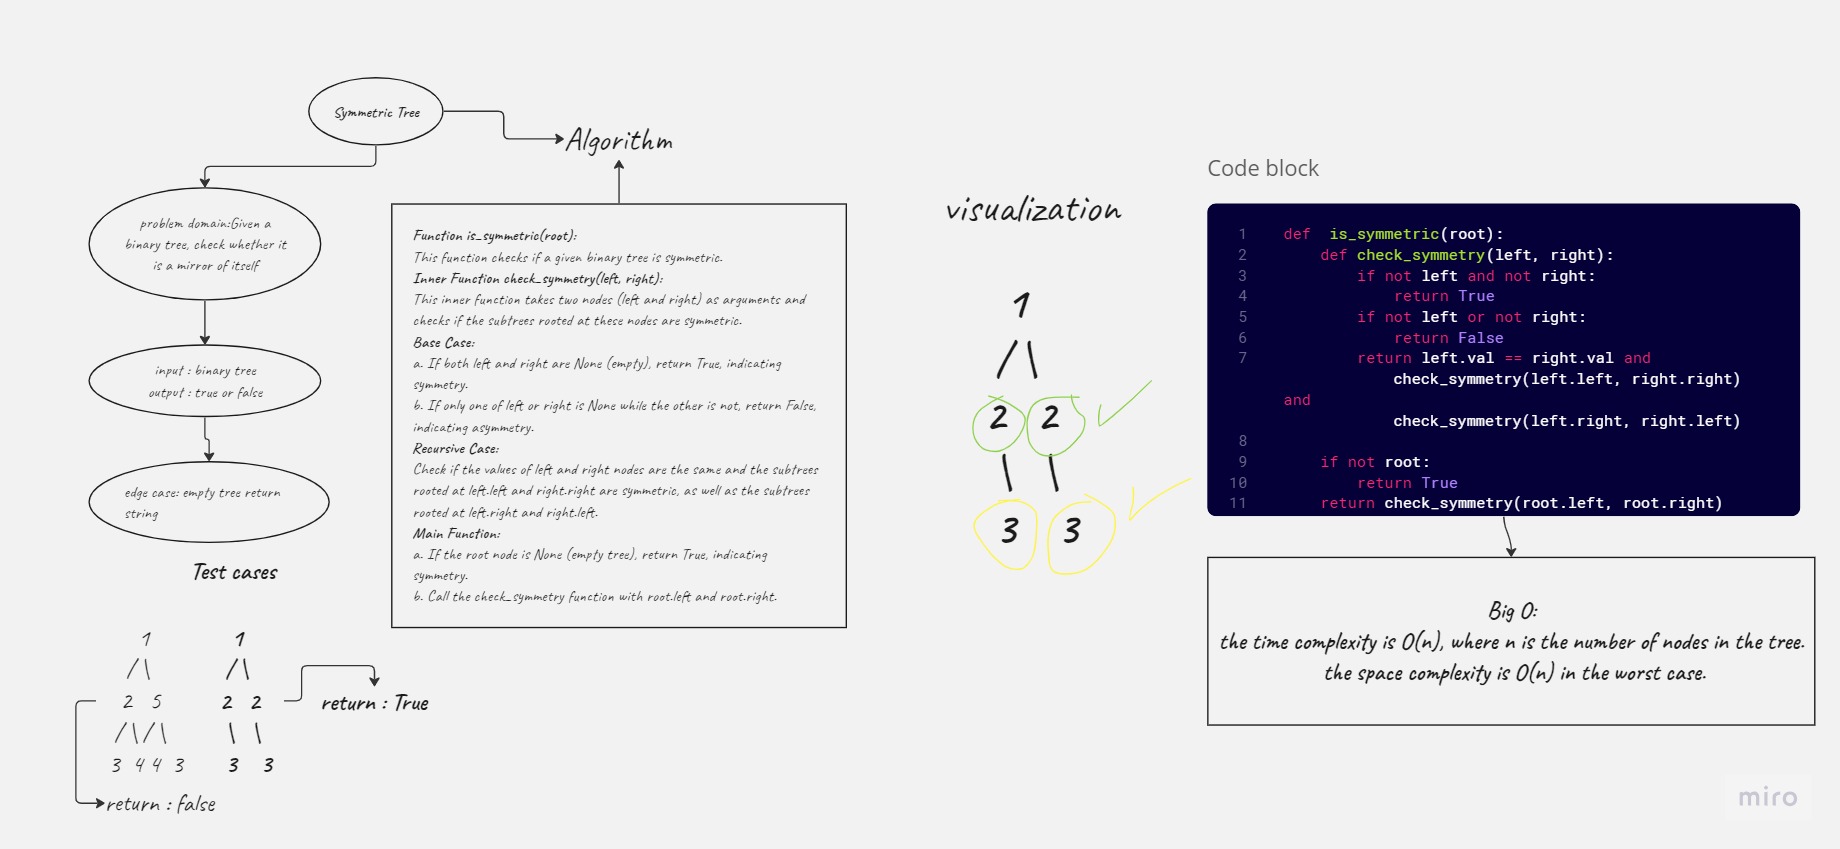 Symmetric Tree
Algorithm
problem domain:Given a
binary tree, check whether it
is a mirror of itself
input : binary tree
output : true or false
edge case: empty tree return
string
Test cases
1
2 5
3 4 4 3
return : false
1
2 2
3 3
return : True
Function is_symmetric(root):
This function checks if a given binary tree is symmetric.
Inner Function check_symmetry(left, right):
This inner function takes two nodes (left and right) as arguments and
checks if the subtrees rooted at these nodes are symmetric.
Base Case:
a. If both left and right are None (empty), return True, indicating
symmetry.
b. If only one of left or right is None while the other is not, return False,
indicating asymmetry.
Recursive Case:
Check if the values of left and right nodes are the same and the subtrees
rooted at left.left and right.right are symmetric, as well as the subtrees
rooted at left.right and right.left.
Main Function:
a. If the root node is None (empty tree), return True, indicating
symmetry.
b. Call the check_symmetry function with root.left and root.right.
visualization
1
2 2
3 3
Code block
1 def is_symmetric(root):
2 def check_symmetry(left, right):
3 if not left and not right:
4 return True
5 if not left or not right:
6 return False
7 return left.val == right.val and
check_symmetry(left.left, right.right)
and
check_symmetry(left.right, right.left)
8
9 if not root:
10 return True
11 return check_symmetry(root.left, root.right)
Big O:
the time complexity is O(n), where n is the number of nodes in the tree.
the space complexity is O(n) in the worst case.
miro